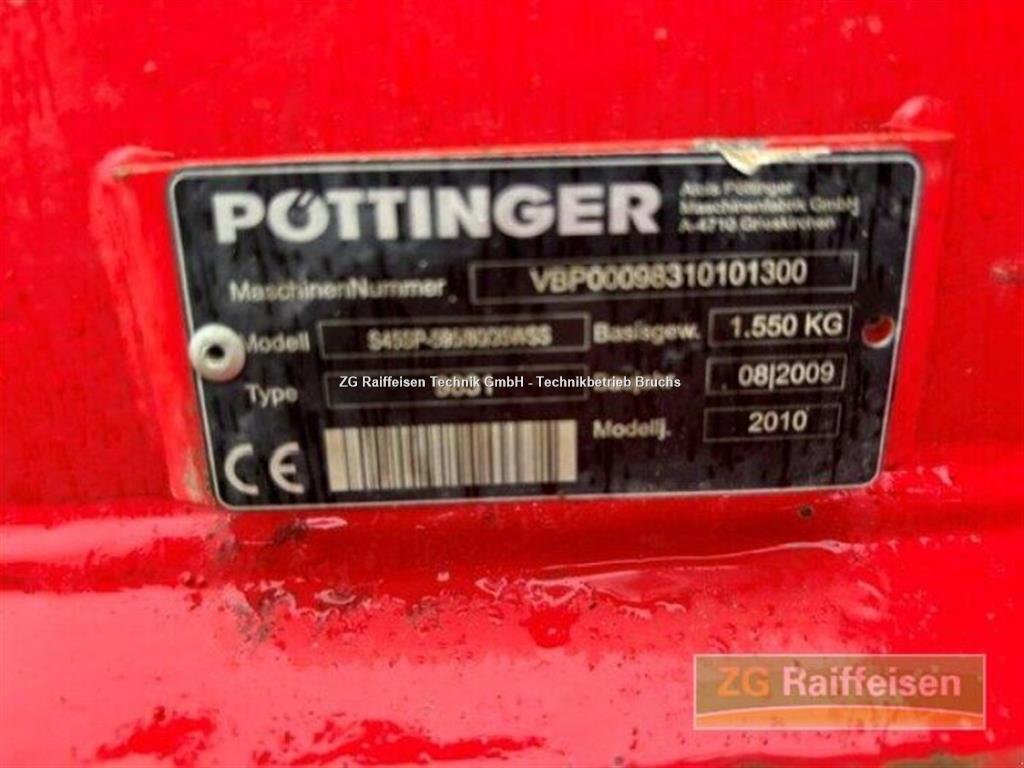 PÖTTINGER
Alois Pöttinger
Maschinenfabrik GmbH
A-4710 Grieskirchen
MaschinenNummer VBP00098310101300
Modell Basisgew. 1.550 KG
ZG Raiffeisen Technik GmbH - Technikbetrieb Bruchs
Type 08|2009
Modellj. 2010
CE
ZG Raiffeisen